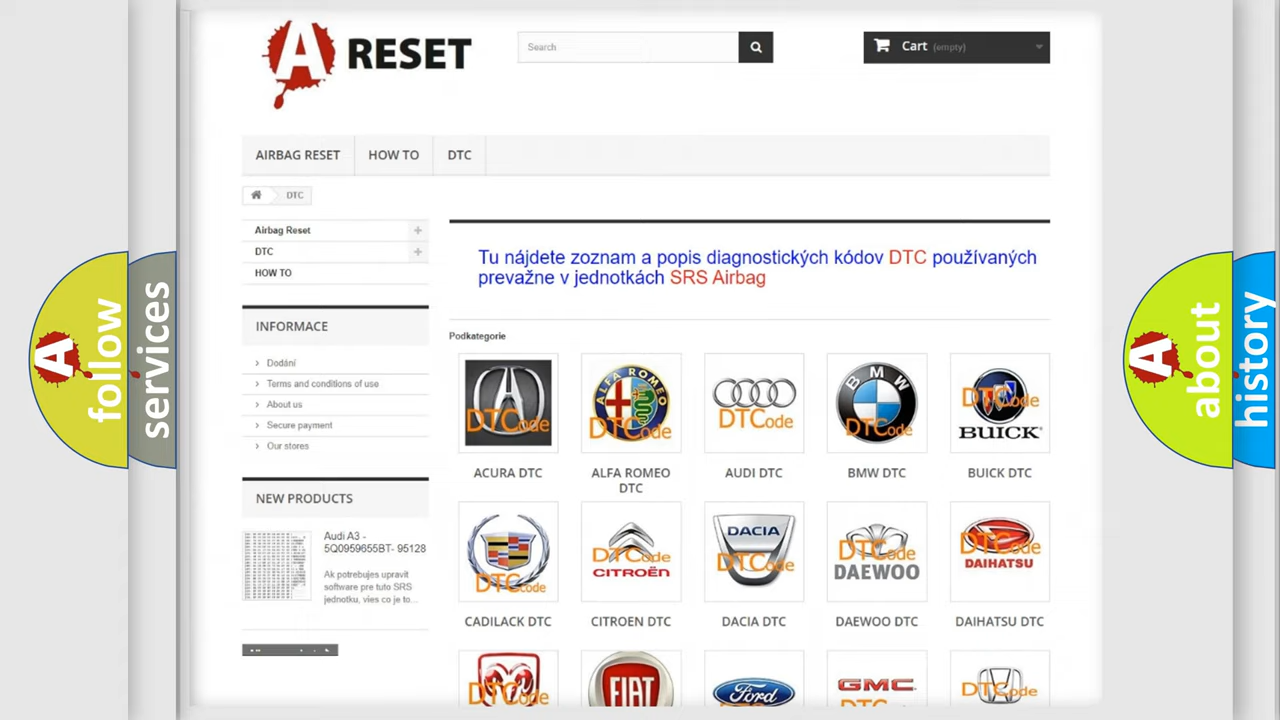 follow
services
A RESET
Search
Cart (empty)
AIRBAG RESET
HOW TO
DTC
DTC
Airbag Reset
DTC
HOW TO
INFORMACE
Dodání
Terms and conditions of use
About us
Secure payment
Our stores
NEW PRODUCTS
Audi A3 -
5Q0959655BT- 95128
Ak potrebujes upravit
software pre tuto SRS
jednotku, vies co je to...
Tu nájdete zoznam a popis diagnostických kódov DTC používaných
prevažne v jednotkách SRS Airbag
Podkategorie
DTCode
ALFA ROMEO
DTCode
DTCode
BMW
DTCode
DTCode
BUICK
ACURA DTC
ALFA ROMEO
DTC
AUDI DTC
BMW DTC
BUICK DTC
DTCode
DTCode
CITROËN
DACIA
DTCode
DTCode
DAEWOO
DTCode
DAIHATSU
CADILACK DTC
CITROEN DTC
DACIA DTC
DAEWOO DTC
DAIHATSU DTC
DTCode
FIAT
Ford
GMC
DTCode
A
about
history